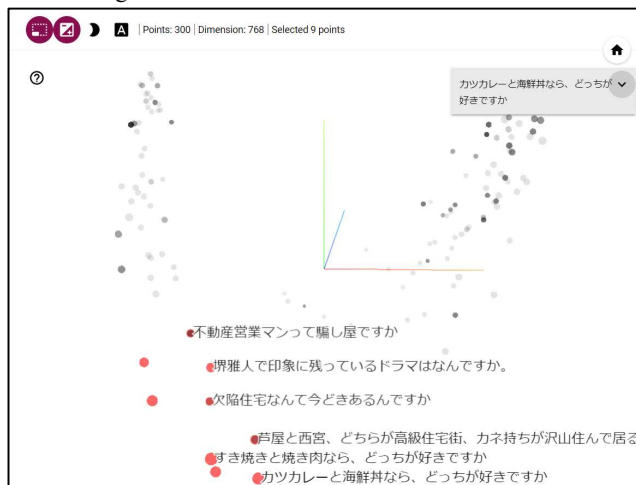 A
Points: 300 | Dimension: 768 | Selected 9 points
カツカレーと海鮮丼なら、どっちが
好きですか
不動産営業マンって騙し屋ですか
堺雅人で印象に残っているドラマはなんですか。
欠陥住宅なんて今どきあるんですか
芦屋と西宮、どちらが高級住宅街、カネ持ちが沢山住んで居る
すき焼きと焼き肉なら、どっちが好きですか
カツカレーと海鮮丼なら、どっちが好きですか